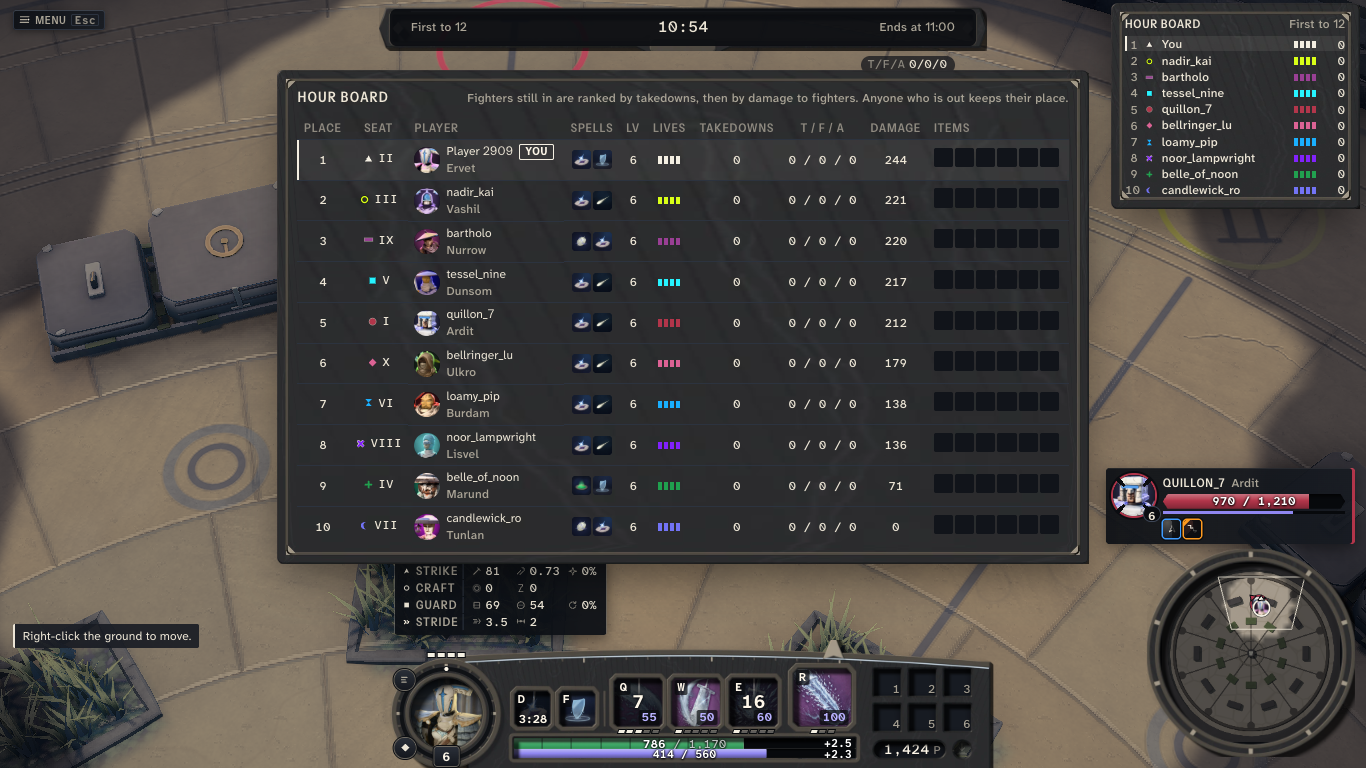 MENU Esc
First to 12 10:54 Ends at 11:00
T/F/A 0/0/0
HOUR BOARD First to 12
1 You 0
2 nadir_kai 0
3 bartholo 0
4 tessel_nine 0
5 quillon_7 0
6 bellringer_lu 0
7 loamy_pip 0
8 noor_lampwright 0
9 belle_of_noon 0
10 candlewick_ro 0
HOUR BOARD Fighters still in are ranked by takedowns, then by damage to fighters. Anyone who is out keeps their place.
PLACE SEAT PLAYER SPELLS LV LIVES TAKEDOWNS T / F / A DAMAGE ITEMS
1 II Player 2909 YOU 6 0 0 / 0 / 0 244
Ervet
2 III nadir_kai 6 0 0 / 0 / 0 221
Vashil
3 IX bartholo 6 0 0 / 0 / 0 220
Nurrow
4 V tessel_nine 6 0 0 / 0 / 0 217
Dunsom
5 I quillon_7 6 0 0 / 0 / 0 212
Ardit
6 X bellringer_lu 6 0 0 / 0 / 0 179
Ulkro
7 VI loamy_pip 6 0 0 / 0 / 0 138
Burdam
8 VIII noor_lampwright 6 0 0 / 0 / 0 136
Lisvel
9 IV belle_of_noon 6 0 0 / 0 / 0 71
Marund
10 VII candlewick_ro 6 0 0 / 0 / 0 0
Tunlan
QUILLON_7 Ardit
970 / 1,210
6
STRIKE 81 0.73 0%
CRAFT 0 0
GUARD 69 54 0%
STRIDE 3.5 2
Right-click the ground to move.
D 3:28 F Q 7 55 W 50 E 16 60 R 100
1 2 3
4 5 6
786 / 1,170 +2.5
414 / 560 +2.3
6
1,424 P